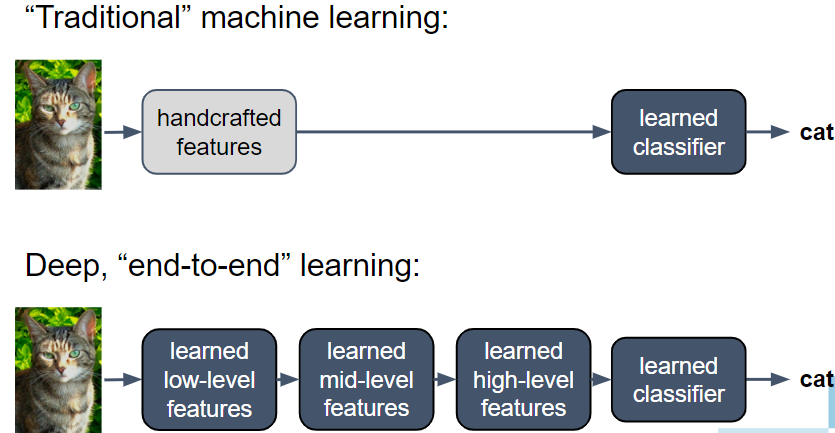 “Traditional” machine learning:
handcrafted
features
learned
classifier
cat
Deep, “end-to-end” learning:
learned
low-level
features
learned
mid-level
features
learned
high-level
features
learned
classifier
cat